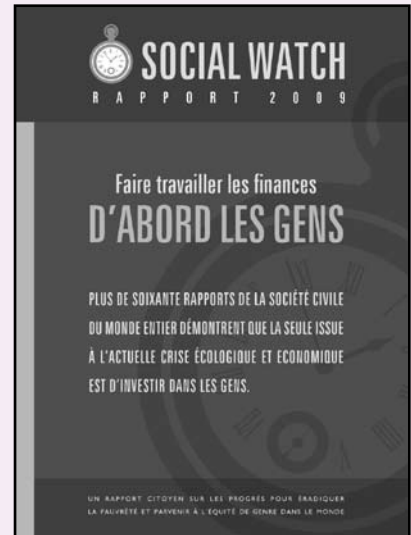 SOCIAL WATCH
RAPPORT 2009
Faire travailler les finances
D'ABORD LES GENS
PLUS DE SOIXANTE RAPPORTS DE LA SOCIÉTÉ CIVILE
DU MONDE ENTIER DÉMONTRENT QUE LA SEULE ISSUE
À L'ACTUELLE CRISE ÉCOLOGIQUE ET ECONOMIQUE
EST D'INVESTIR DANS LES GENS.
UN RAPPORT CITOYEN SUR LES PROGRÈS POUR ÉRADIQUER
LA PAUVRETÉ ET PARVENIR À L'ÉQUITÉ DE GENRE DANS LE MONDE